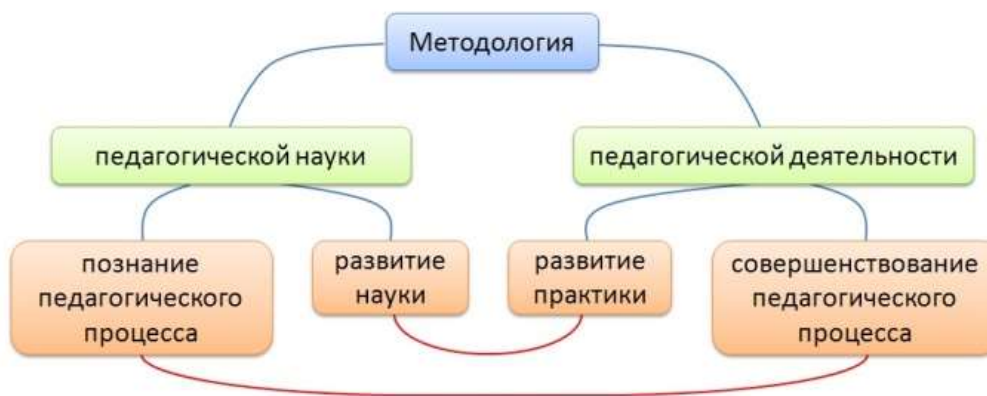 Методология
педагогической науки
педагогической деятельности
познание
педагогического
процесса
развитие
науки
развитие
практики
совершенствование
педагогического
процесса